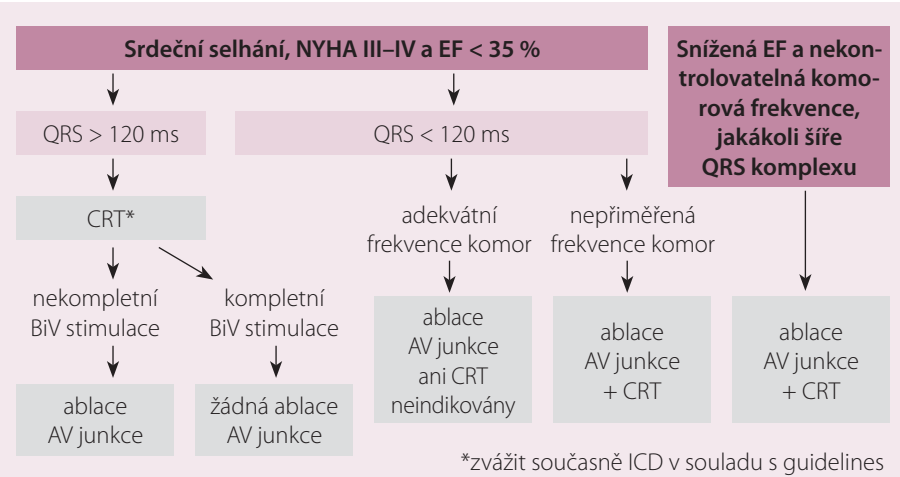 Srdeční selhání, NYHA III–IV a EF < 35 %
QRS > 120 ms
QRS < 120 ms
CRT*
adekvátní
frekvence komor
nepřiměřená
frekvence komor
nekompletní
BiV stimulace
kompletní
BiV stimulace
ablace
AV junkce
žádná ablace
AV junkce
ablace
AV junkce
ani CRT
neindikovány
ablace
AV junkce
+ CRT
Snížená EF a nekon-
trolovatelná komo-
rová frekvence,
jakákoli šíře
QRS komplexu
ablace
AV junkce
+ CRT
*zvážit současně ICD v souladu s guidelines